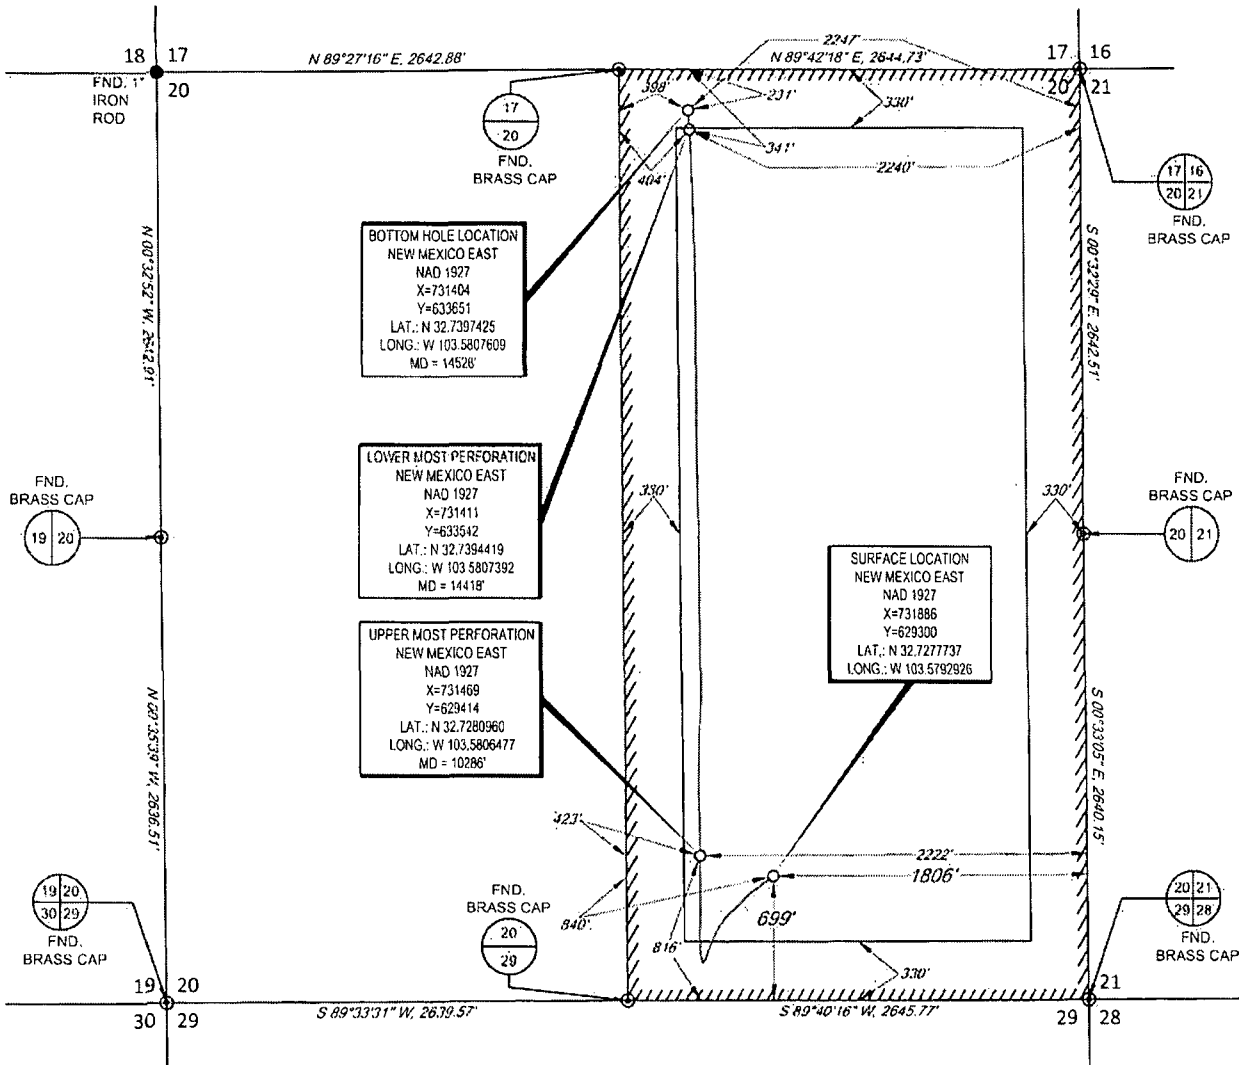 18 17
20
FND. 1"
IRON
ROD
N 89°27'16" E, 2642.88'
2247'
N 89°42'18" E, 2644.73'
17 16
20 21
17
20
FND.
BRASS CAP
398'
231'
330'
341'
404'
2240'
17 16
20 21
FND.
BRASS CAP
BOTTOM HOLE LOCATION
NEW MEXICO EAST
NAD 1927
X=731404
Y=633651
LAT.: N 32.7397425
LONG.: W 103.5807609
MD = 14528'
N 00°32'52" W, 2642.91'
S 00°32'29" E, 2642.51'
LOWER MOST PERFORATION
NEW MEXICO EAST
NAD 1927
X=731411
Y=633542
LAT.: N 32.7394419
LONG.: W 103.5807392
MD = 14418'
FND.
BRASS CAP
19 20
330'
330'
FND.
BRASS CAP
20 21
SURFACE LOCATION
NEW MEXICO EAST
NAD 1927
X=731886
Y=629300
LAT.: N 32.7277737
LONG.: W 103.5792926
UPPER MOST PERFORATION
NEW MEXICO EAST
NAD 1927
X=731469
Y=629414
LAT.: N 32.7280960
LONG.: W 103.5806477
MD = 10286'
N 00°35'39" W, 2636.51'
S 00°33'05" E, 2640.15'
423'
2222'
1806'
840'
699'
816'
330'
19 20
30 29
FND.
BRASS CAP
FND.
BRASS CAP
20
29
20 21
29 28
FND.
BRASS CAP
19 20
30 29
S 89°33'31" W, 2639.57'
S 89°40'16" W, 2645.77'
21
29 28